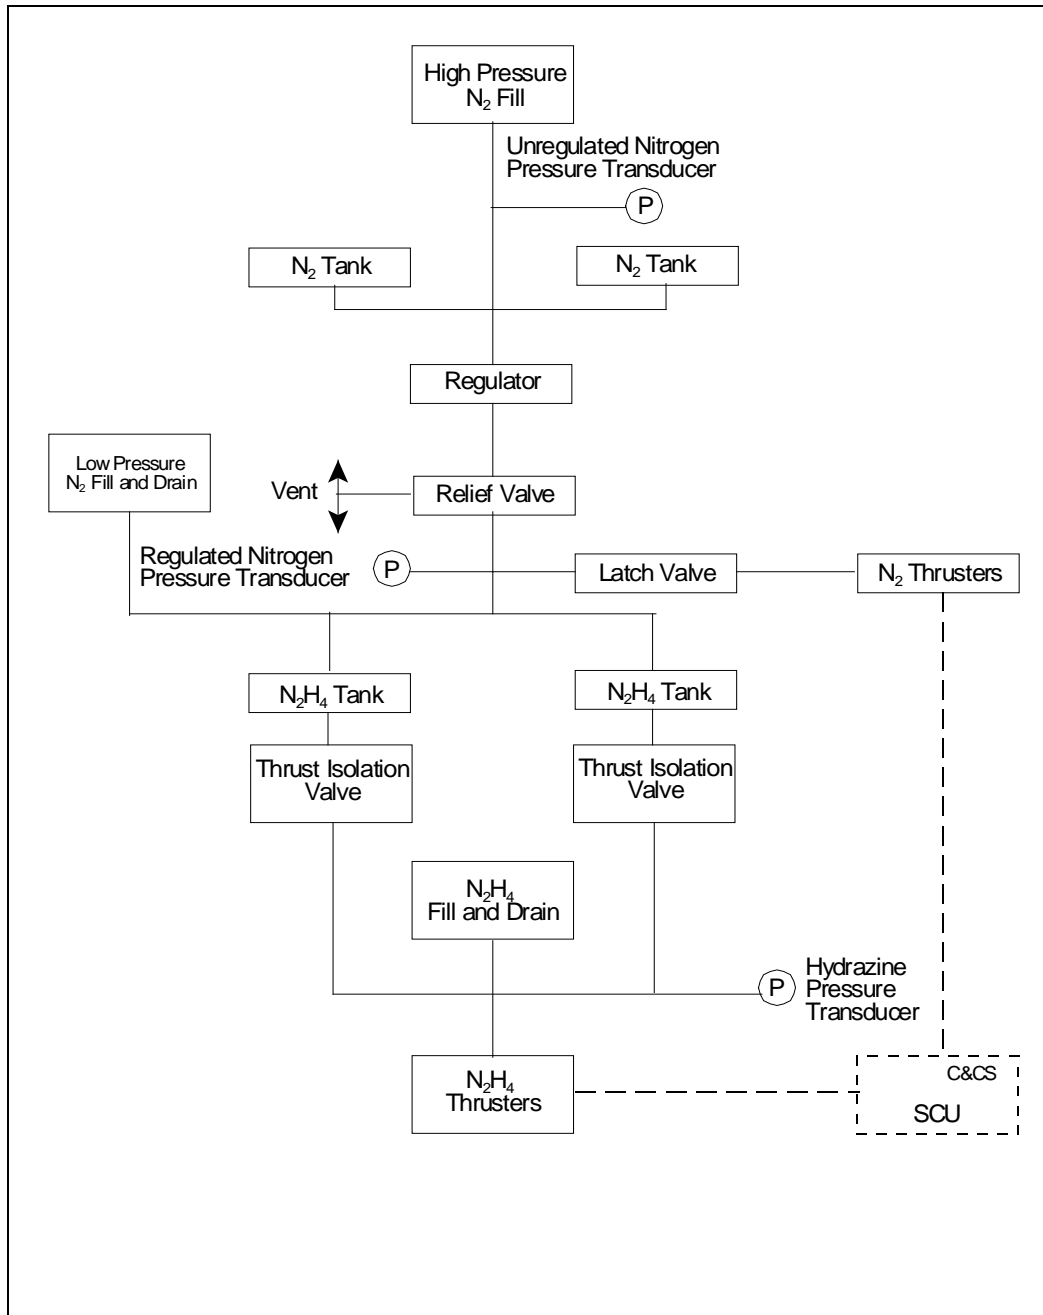 High Pressure
N₂ Fill
Unregulated Nitrogen
Pressure Transducer
P
N₂ Tank
N₂ Tank
Regulator
Low Pressure
N₂ Fill and Drain
Vent
Relief Valve
Regulated Nitrogen
Pressure Transducer
P
Latch Valve
N₂ Thrusters
N₂H₄ Tank
N₂H₄ Tank
Thrust Isolation
Valve
Thrust Isolation
Valve
N₂H₄
Fill and Drain
P
Hydrazine
Pressure
Transducer
N₂H₄
Thrusters
C&CS
SCU